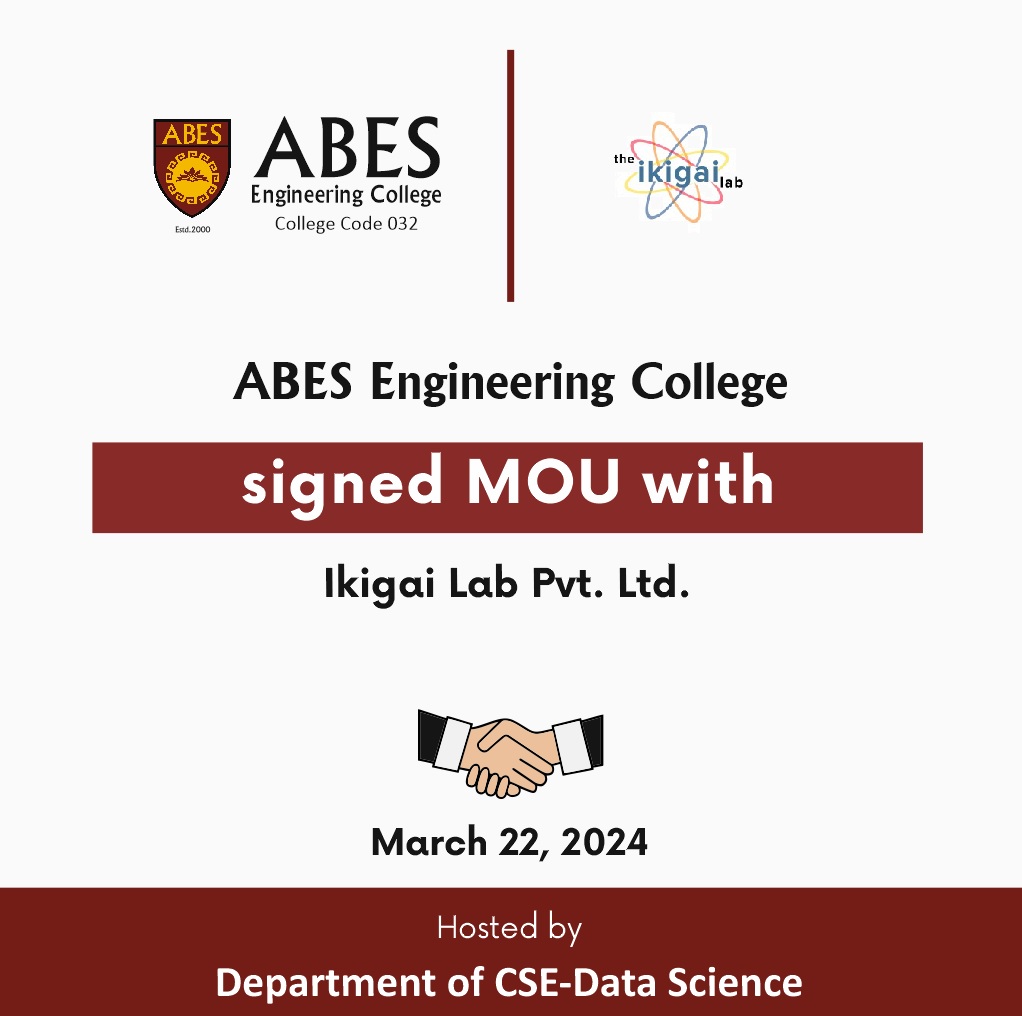 ABES
Estd.2000
ABES
Engineering College
College Code 032
the ikigai lab
ABES Engineering College
signed MOU with
Ikigai Lab Pvt. Ltd.
March 22, 2024
Hosted by
Department of CSE-Data Science